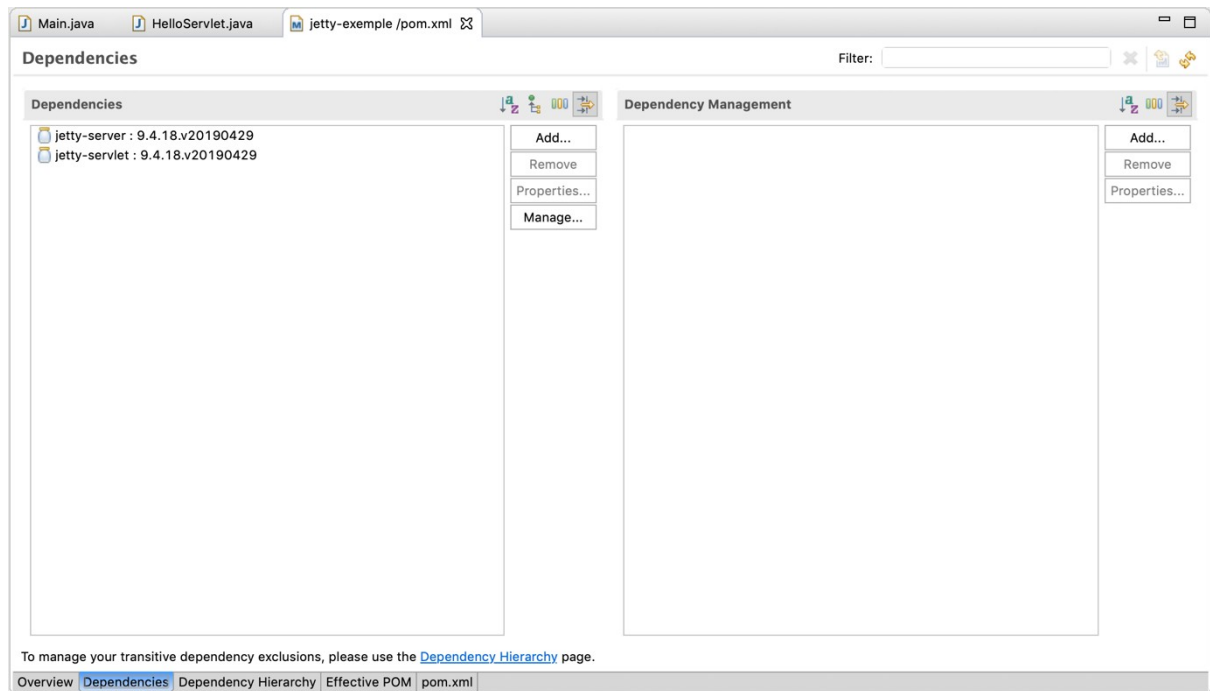 Main.java HelloServlet.java jetty-exemple /pom.xml
Dependencies Filter:
Dependencies
jetty-server : 9.4.18.v20190429
jetty-servlet : 9.4.18.v20190429
Add...
Remove
Properties...
Manage...
Dependency Management
Add...
Remove
Properties...
To manage your transitive dependency exclusions, please use the Dependency Hierarchy page.
Overview Dependencies Dependency Hierarchy Effective POM pom.xml